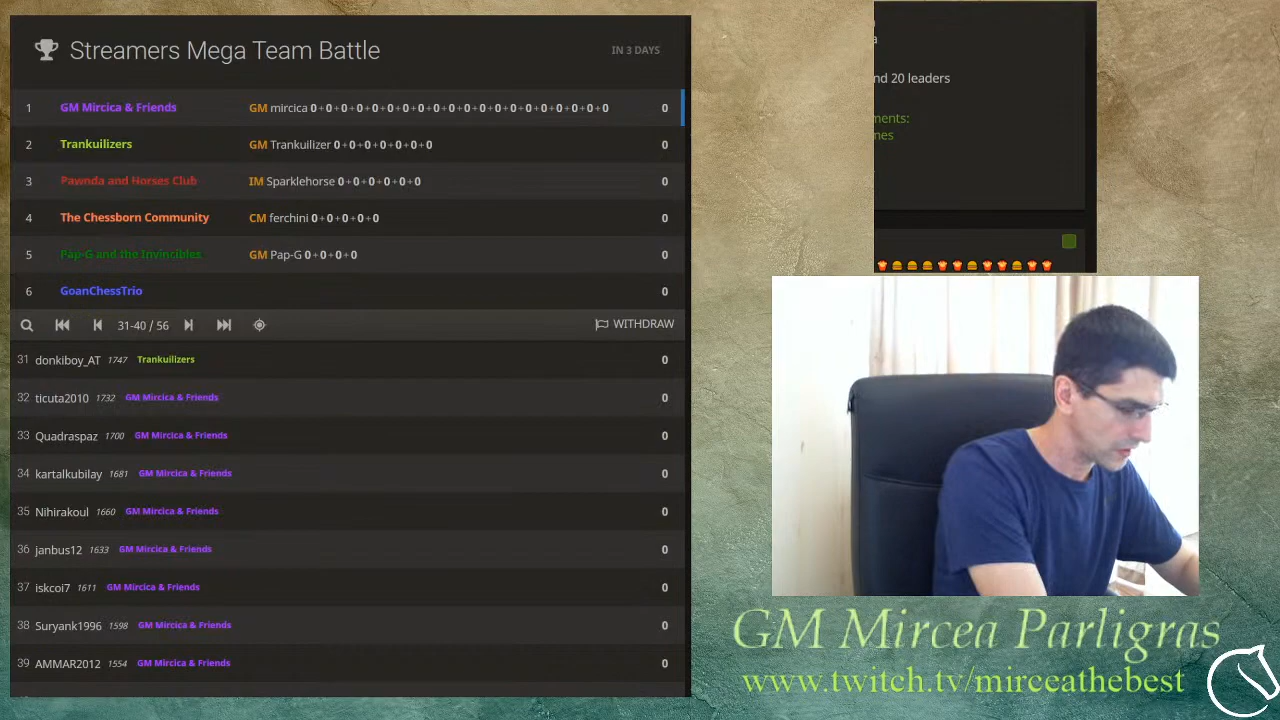 Streamers Mega Team Battle
IN 3 DAYS
1 GM Mircica & Friends GM mircica 0+0+0+0+0+0+0+0+0+0+0+0+0+0+0+0+0+0+0+0 0
2 Trankuilizers GM Trankuilizer 0+0+0+0+0+0+0 0
3 Pawnda and Horses Club IM Sparklehorse 0+0+0+0+0+0 0
4 The Chessborn Community CM ferchini 0+0+0+0+0 0
5 Pap-G and the Invincibles GM Pap-G 0+0+0+0 0
6 GoanChessTrio 0
31-40 / 56 WITHDRAW
31 donkiboy_AT 1747 Trankuilizers 0
32 ticuta2010 1732 GM Mircica & Friends 0
33 Quadraspaz 1700 GM Mircica & Friends 0
34 kartalkubilay 1681 GM Mircica & Friends 0
35 Nihirakoul 1660 GM Mircica & Friends 0
36 janbus12 1633 GM Mircica & Friends 0
37 iskcoi7 1611 GM Mircica & Friends 0
38 Suryank1996 1598 GM Mircica & Friends 0
39 AMMAR2012 1554 GM Mircica & Friends 0
a
nd 20 leaders
ments:
nes
GM Mircea Parligras
www.twitch.tv/mirceathebest